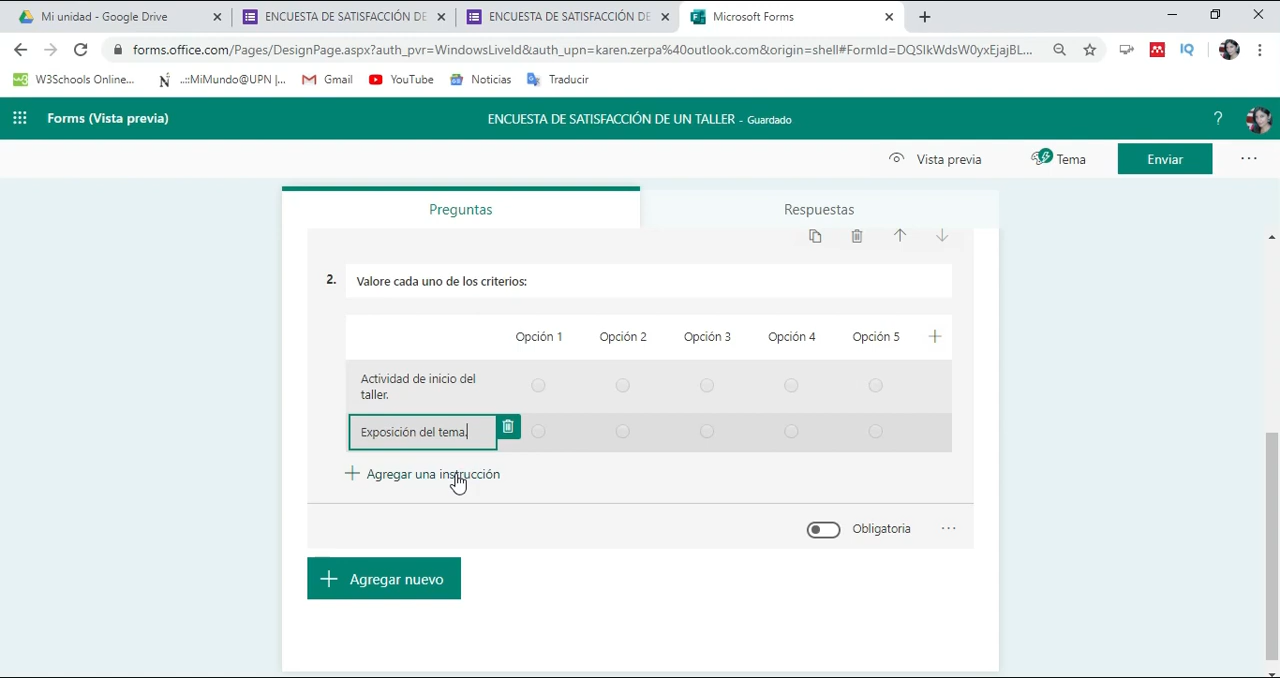 Mi unidad - Google Drive
ENCUESTA DE SATISFACCIÓN DE
ENCUESTA DE SATISFACCIÓN DE
Microsoft Forms
forms.office.com/Pages/DesignPage.aspx?auth_pvr=WindowsLiveId&auth_upn=karen.zerpa%40outlook.com&origin=shell#FormId=DQSIkWdsW0yxEjajBL...
W3Schools Online...
..::MiMundo@UPN |...
Gmail
YouTube
Noticias
Traducir
Forms (Vista previa)
ENCUESTA DE SATISFACCIÓN DE UN TALLER - Guardado
?
Vista previa
Tema
Enviar
...
Preguntas
Respuestas
2. Valore cada uno de los criterios:
Opción 1 Opción 2 Opción 3 Opción 4 Opción 5
Actividad de inicio del
taller.
Exposición del tema.
Agregar una instrucción
Obligatoria ...
Agregar nuevo